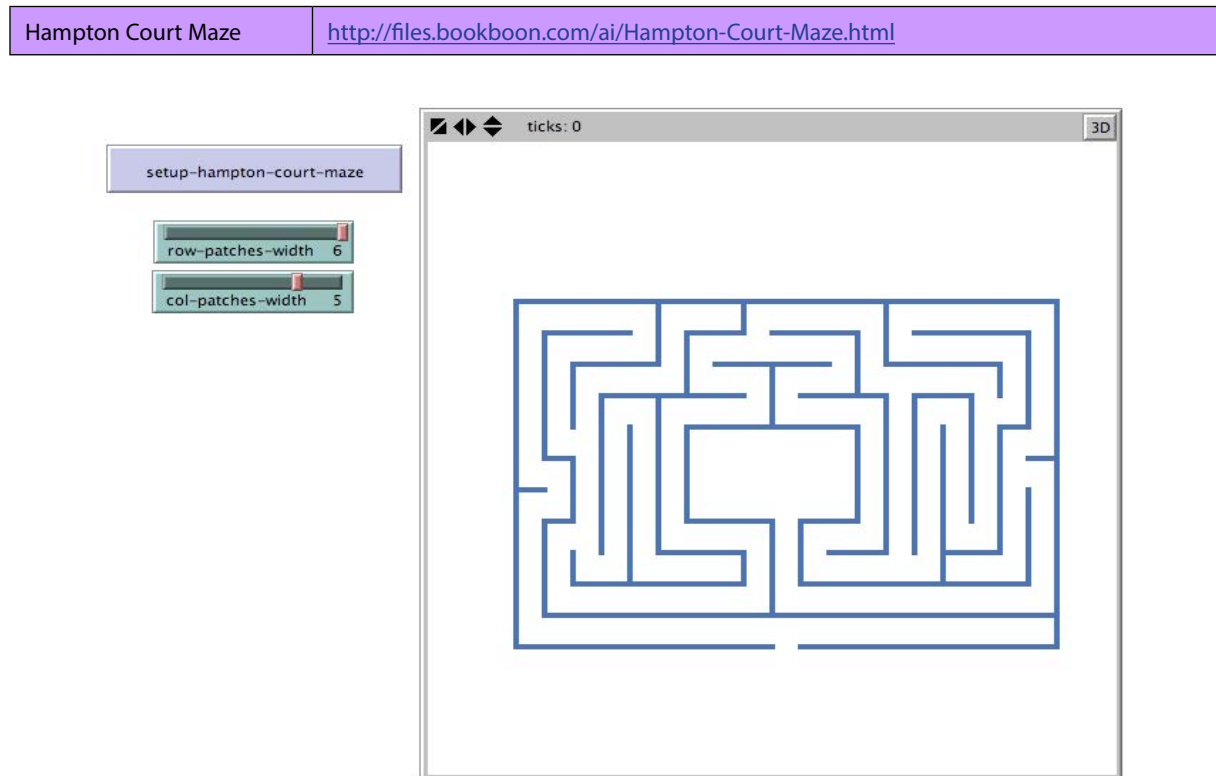 Hampton Court Maze
http://files.bookboon.com/ai/Hampton-Court-Maze.html
ticks: 0
3D
setup-hampton-court-maze
row-patches-width 6
col-patches-width 5